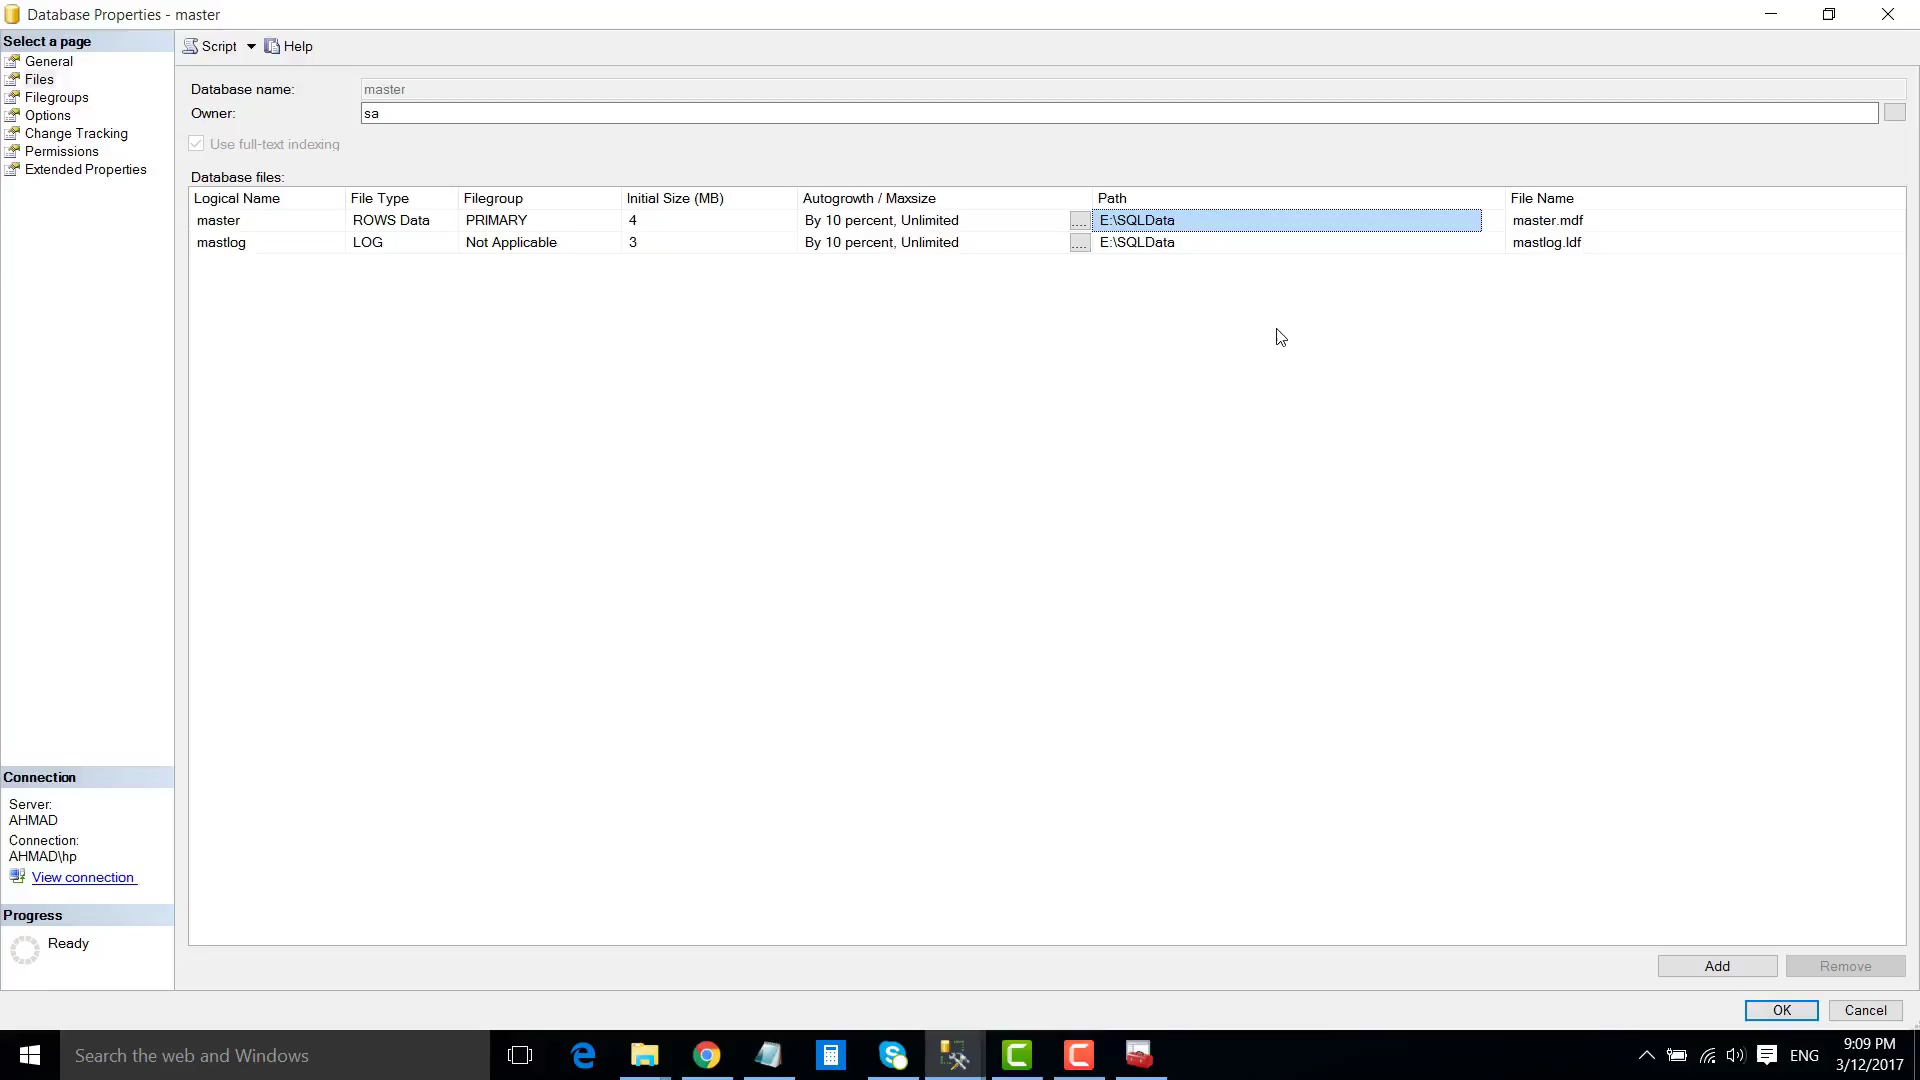 Database Properties - master
Select a page
General
Files
Filegroups
Options
Change Tracking
Permissions
Extended Properties
Script Help
Database name: master
Owner: sa
Use full-text indexing
Database files:
Logical Name File Type Filegroup Initial Size (MB) Autogrowth / Maxsize Path File Name
master ROWS Data PRIMARY 4 By 10 percent, Unlimited .... E:\SQLData master.mdf
mastlog LOG Not Applicable 3 By 10 percent, Unlimited .... E:\SQLData mastlog.ldf
Connection
Server:
AHMAD
Connection:
AHMAD\hp
View connection
Progress
Ready
Add Remove
OK Cancel
Search the web and Windows
ENG
9:09 PM
3/12/2017